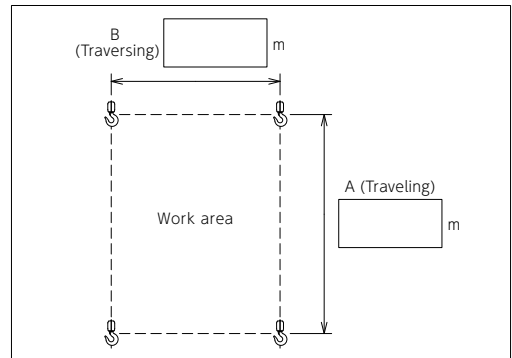 B
(Traversing)
m
A (Traveling)
m
Work area